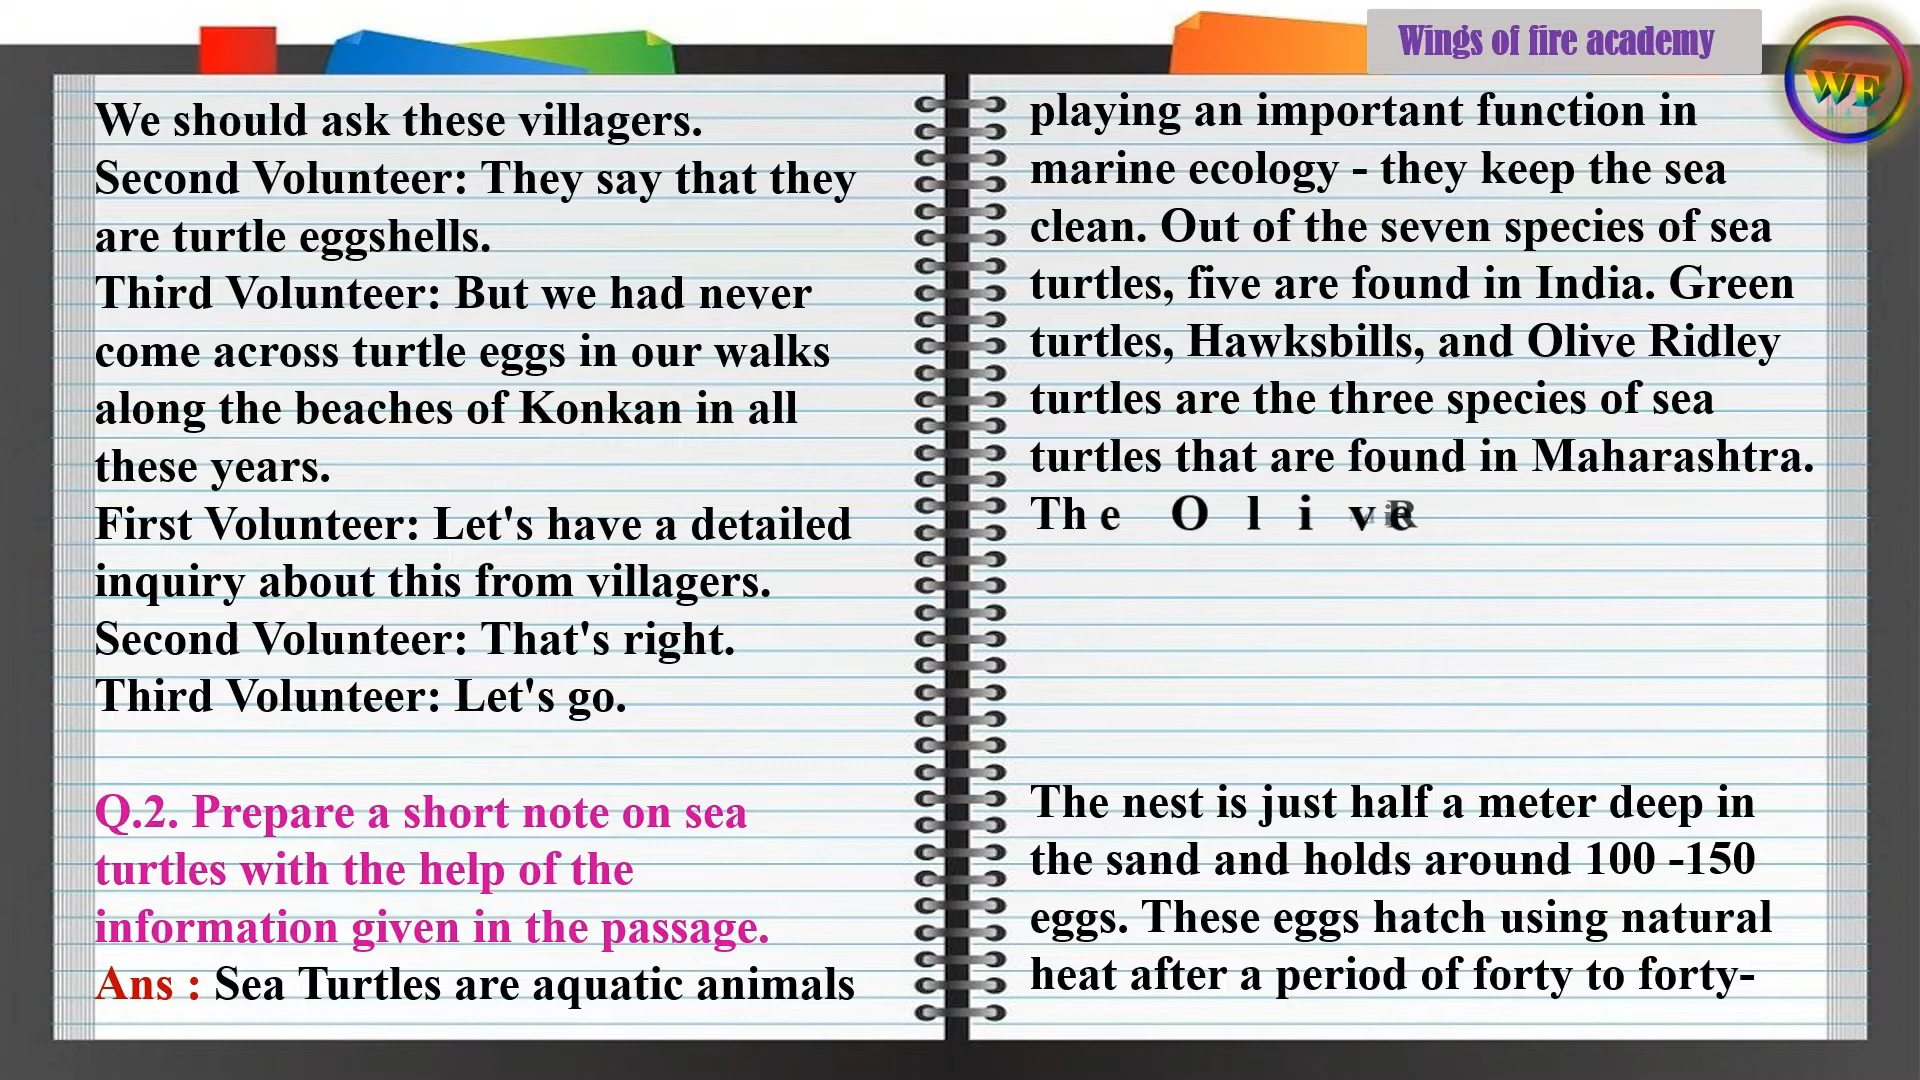 Wings of fire academy
WE
We should ask these villagers.
Second Volunteer: They say that they
are turtle eggshells.
Third Volunteer: But we had never
come across turtle eggs in our walks
along the beaches of Konkan in all
these years.
First Volunteer: Let's have a detailed
inquiry about this from villagers.
Second Volunteer: That's right.
Third Volunteer: Let's go.
Q.2. Prepare a short note on sea
turtles with the help of the
information given in the passage.
Ans : Sea Turtles are aquatic animals
playing an important function in
marine ecology - they keep the sea
clean. Out of the seven species of sea
turtles, five are found in India. Green
turtles, Hawksbills, and Olive Ridley
turtles are the three species of sea
turtles that are found in Maharashtra.
The Olive
The nest is just half a meter deep in
the sand and holds around 100 -150
eggs. These eggs hatch using natural
heat after a period of forty to forty-